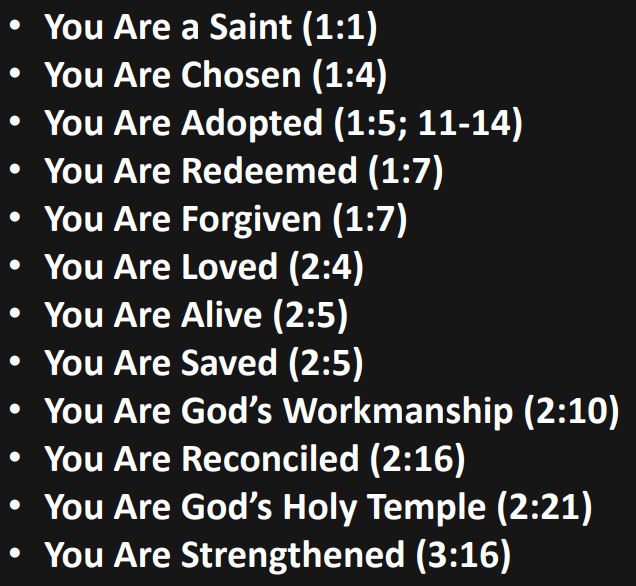 • You Are a Saint (1:1)
• You Are Chosen (1:4)
• You Are Adopted (1:5; 11-14)
• You Are Redeemed (1:7)
• You Are Forgiven (1:7)
• You Are Loved (2:4)
• You Are Alive (2:5)
• You Are Saved (2:5)
• You Are God’s Workmanship (2:10)
• You Are Reconciled (2:16)
• You Are God’s Holy Temple (2:21)
• You Are Strengthened (3:16)